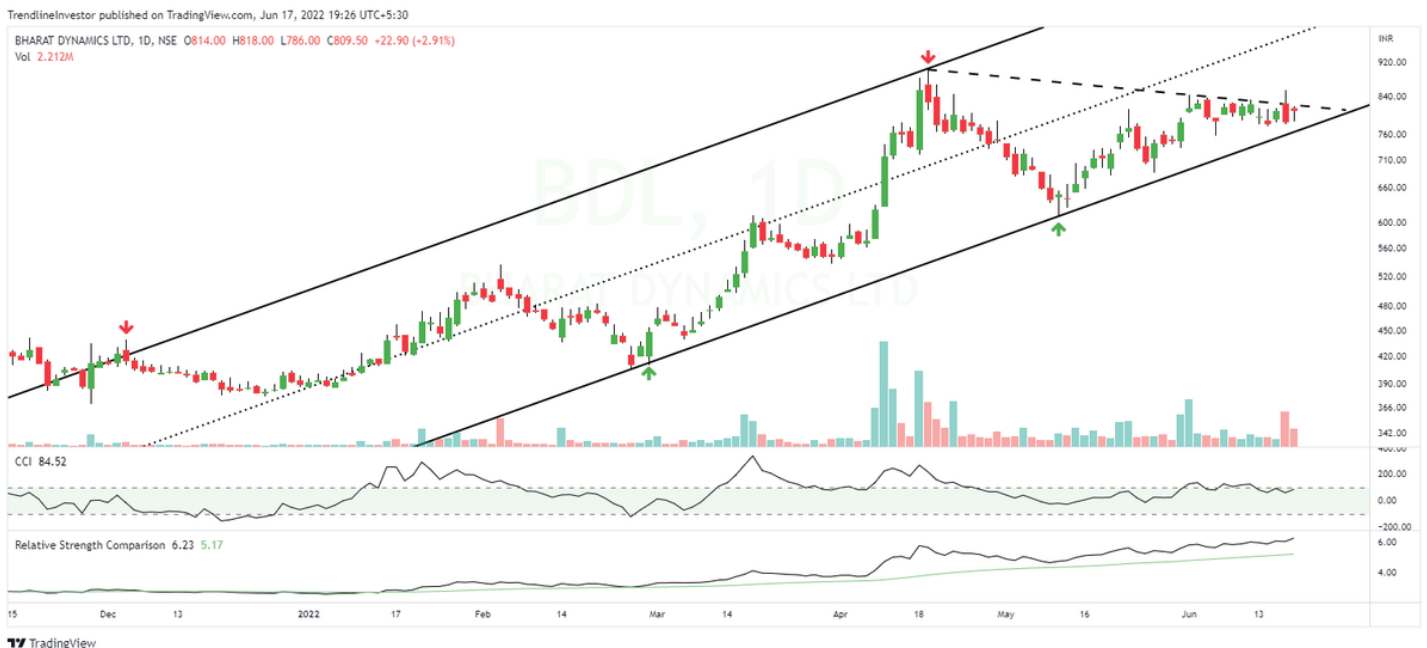 TrendlineInvestor published on TradingView.com, Jun 17, 2022 19:26 UTC+5:30
BHARAT DYNAMICS LTD, 1D, NSE O814.00 H818.00 L786.00 C809.50 +22.90 (+2.91%)
INR
Vol 2.212M
920.00
840.00
760.00
710.00
BDL, 1D
660.00
600.00
560.00
BHARAT DYNAMICS LTD
520.00
480.00
450.00
420.00
390.00
366.00
342.00
400.00
CCI 84.52
200.00
0.00
-200.00
Relative Strength Comparison 6.23 5.17
6.00
4.00
15 Dec 13 2022 17 Feb 14 Mar 14 Apr 18 May 16 Jun 13
TradingView